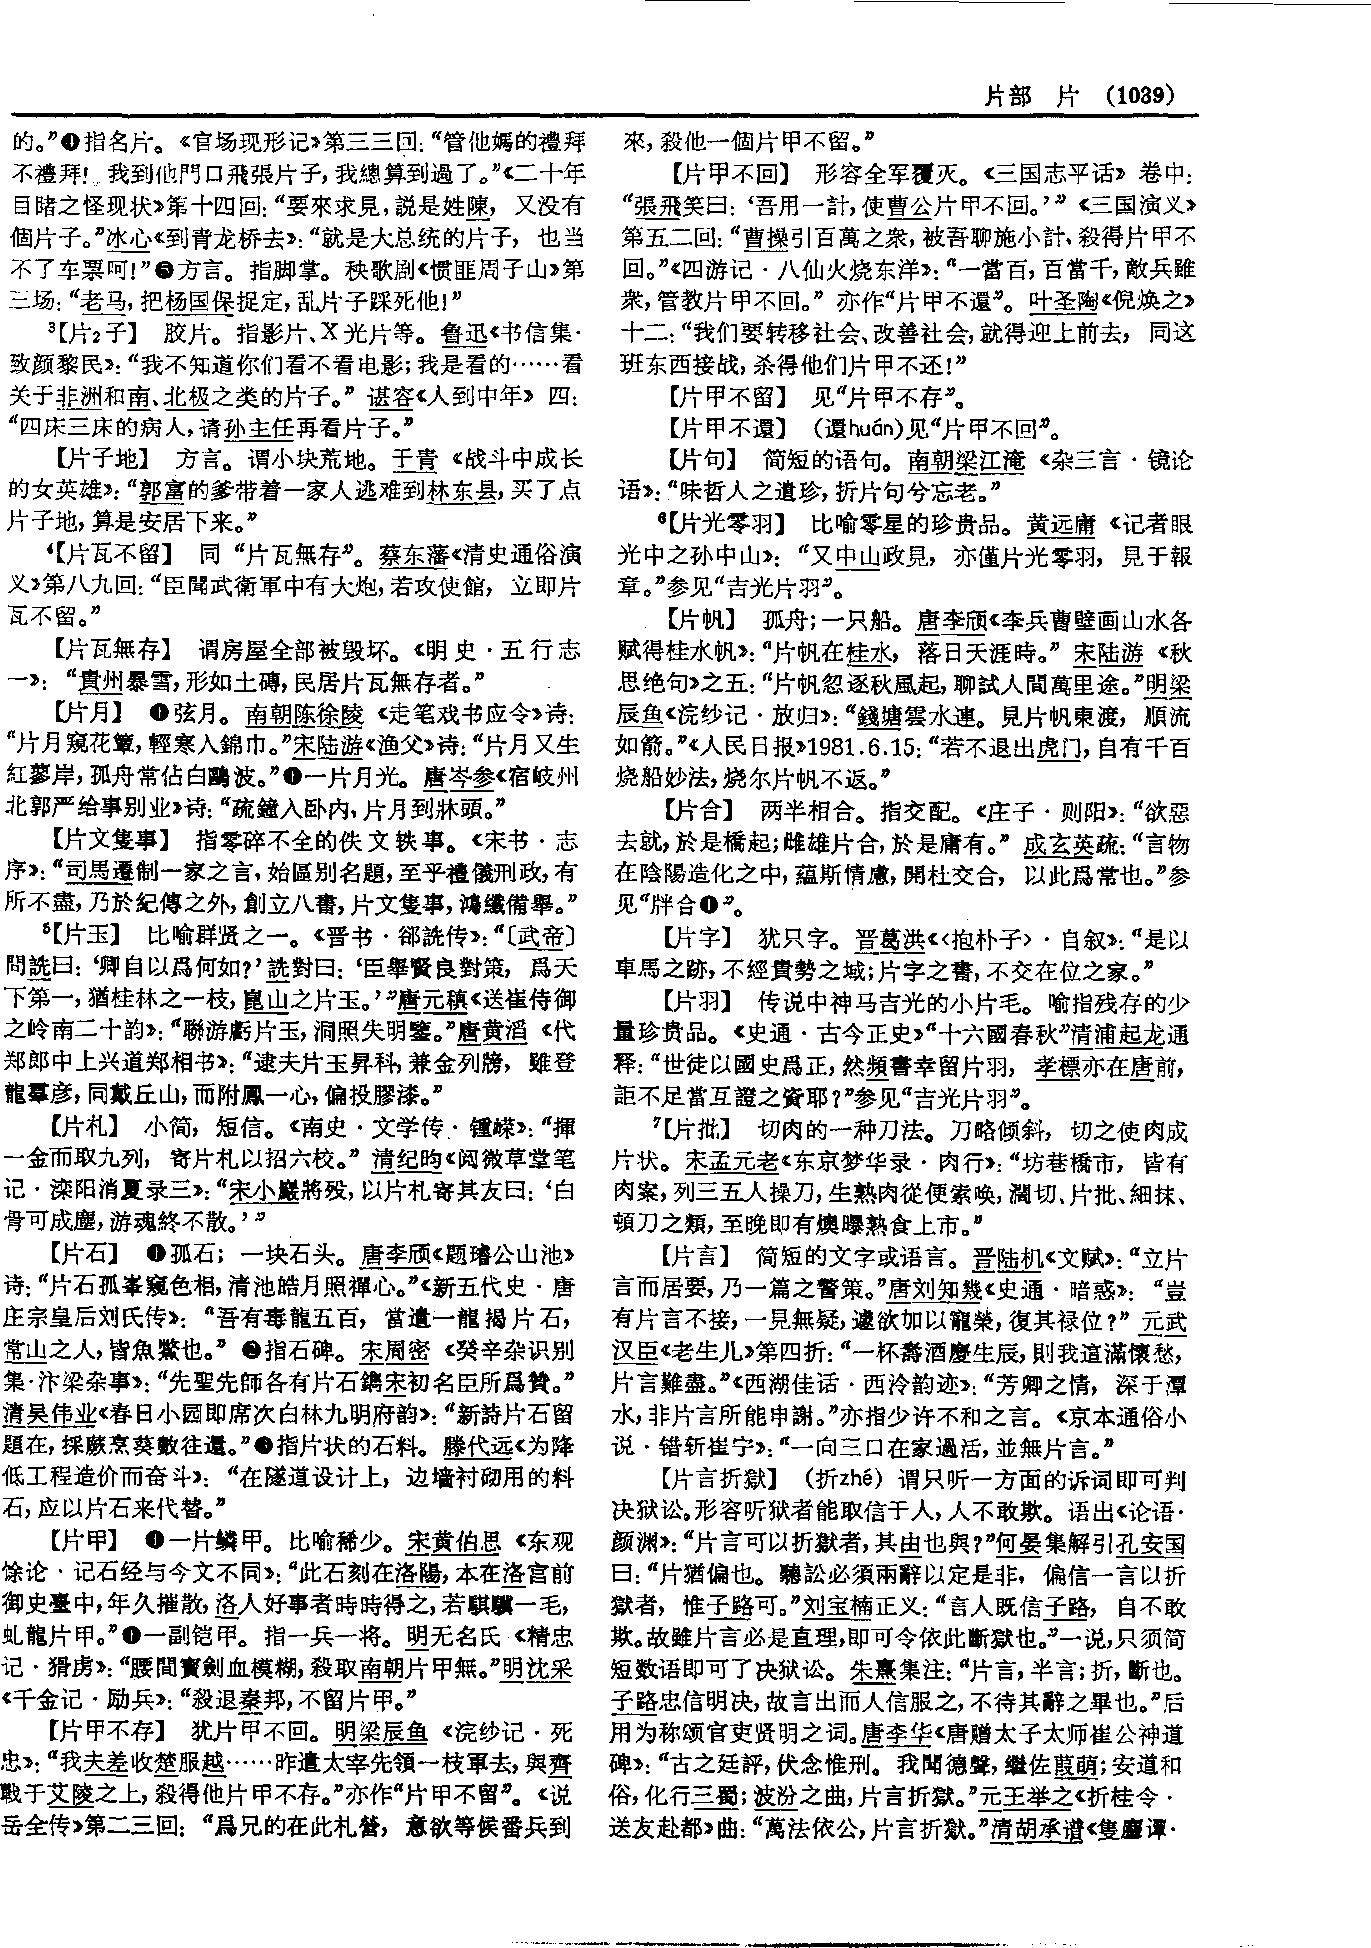 片部 片 (1039)
的。”❹指名片。《官场现形记》第三三回：“管他媽的禮拜
不禮拜！我到他門口飛張片子，我總算到過了。”《二十年
目睹之怪现状》第十四回：“要來求見，説是姓陳，又没有
個片子。”冰心《到青龙桥去》：“就是大总统的片子，也当
不了车票呵！”❺方言。指脚掌。秧歌剧《惯匪周子山》第
三场：“老马，把杨国保捉定，乱片子踩死他！”
³【片₂子】 胶片。指影片、X光片等。鲁迅《书信集·
致颜黎民》：“我不知道你们看不看电影；我是看的……看
关于非洲和南、北极之类的片子。”谌容《人到中年》四：
“四床三床的病人，请孙主任再看片子。”
【片子地】 方言。谓小块荒地。于胄《战斗中成长
的女英雄》：“郭富的爹带着一家人逃难到林东县，买了点
片子地，算是安居下来。”
⁴【片瓦不留】 同“片瓦無存”。蔡东藩《清史通俗演
义》第八九回：“臣聞武衛軍中有大炮，若攻使館，立即片
瓦不留。”
【片瓦無存】 谓房屋全部被毁坏。《明史·五行志
一》：“貴州暴雪，形如土磚，民居片瓦無存者。”
【片月】 ❶弦月。南朝陈徐陵《走笔戏书应令》诗：
“片月窺花簟，輕寒入錦巾。”宋陆游《渔父》诗：“片月又生
紅蓼岸，孤舟常佔白鷗波。”❷一片月光。唐岑参《宿岐州
北郭严给事别业》诗：“疏鐘入卧内，片月到牀頭。”
【片文隻事】 指零碎不全的佚文轶事。《宋书·志
序》：“司馬遷制一家之言，始區别名題，至乎禮儀刑政，有
所不盡，乃於紀傳之外，創立八書，片文隻事，鴻纖備舉。”
⁵【片玉】 比喻群贤之一。《晋书·郤詵传》：“〔武帝〕
問詵曰：‘卿自以爲何如？’詵對曰：‘臣舉賢良對策，爲天
下第一，猶桂林之一枝，崑山之片玉。’”唐元稹《送崔侍御
之岭南二十韵》：“聯游虧片玉，洞照失明鑒。”唐黄滔《代
郑郎中上兴道郑相书》：“逮夫片玉昇科，兼金列牓，雖登
龍羣彦，同戴丘山，而附鳳一心，偏投膠漆。”
【片札】 小简，短信。《南史·文学传·锺嵘》：“揮
一金而取九列，寄片札以招六校。”清纪昀《阅微草堂笔
记·滦阳消夏录三》：“宋小巖將殁，以片札寄其友曰：‘白
骨可成塵，游魂終不散。’”
【片石】 ❶孤石；一块石头。唐李颀《题璿公山池》
诗：“片石孤峯窺色相，清池皓月照禪心。”《新五代史·唐
庄宗皇后刘氏传》：“吾有毒龍五百，當遣一龍揭片石，
常山之人，皆魚鱉也。”❷指石碑。宋周密《癸辛杂识别
集·汴梁杂事》：“先聖先師各有片石鐫宋初名臣所爲贊。”
清吴伟业《春日小园即席次白林九明府韵》：“新詩片石留
題在，採蕨烹葵數往還。”❸指片状的石料。滕代远《为降
低工程造价而奋斗》：“在隧道设计上，边墙衬砌用的料
石，应以片石来代替。”
【片甲】 ❶一片鳞甲。比喻稀少。宋黄伯思《东观
馀论·记石经与今文不同》：“此石刻在洛陽，本在洛宫前
御史臺中，年久摧散，洛人好事者時時得之，若騏驥一毛，
虬龍片甲。”❷一副铠甲。指一兵一将。明无名氏《精忠
记·猾虏》：“腰間寶劍血模糊，殺取南朝片甲無。”明沈采
《千金记·励兵》：“殺退秦邦，不留片甲。”
【片甲不存】 犹片甲不回。明梁辰鱼《浣纱记·死
忠》：“我夫差收楚服越……昨遣太宰先領一枝軍去，與齊
戰于艾陵之上，殺得他片甲不存。”亦作“片甲不留”。《说
岳全传》第二三回：“爲兄的在此札營，意欲等候番兵到
來，殺他一個片甲不留。”
【片甲不回】 形容全军覆灭。《三国志平话》卷中：
“張飛笑曰：‘吾用一計，使曹公片甲不回。’”《三国演义》
第五二回：“曹操引百萬之衆，被吾聊施小計，殺得片甲不
回。”《四游记·八仙火烧东洋》：“一當百，百當千，敵兵雖
衆，管教片甲不回。”亦作“片甲不還”。叶圣陶《倪焕之》
十二：“我们要转移社会、改善社会，就得迎上前去，同这
班东西接战，杀得他们片甲不还！”
【片甲不留】 见“片甲不存”。
【片甲不還】 （還huán）见“片甲不回”。
【片句】 简短的语句。南朝梁江淹《杂三言·镜论
语》：“味哲人之遺珍，折片句兮忘老。”
⁶【片光零羽】 比喻零星的珍贵品。黄远庸《记者眼
光中之孙中山》：“又中山政見，亦僅片光零羽，見于報
章。”参见“吉光片羽”。
【片帆】 孤舟；一只船。唐李颀《李兵曹壁画山水各
赋得桂水帆》：“片帆在桂水，落日天涯時。”宋陆游《秋
思绝句》之五：“片帆忽逐秋風起，聊試人間萬里途。”明梁
辰鱼《浣纱记·放归》：“錢塘雲水連。見片帆東渡，順流
如箭。”《人民日报》1981.6.15：“若不退出虎门，自有千百
烧船妙法，烧尔片帆不返。”
【片合】 两半相合。指交配。《庄子·则阳》：“欲惡
去就，於是橋起；雌雄片合，於是庸有。”成玄英疏：“言物
在陰陽造化之中，蘊斯情慮，開杜交合，以此爲常也。”参
见“牉合❶”。
【片字】 犹只字。晋葛洪《〈抱朴子〉·自叙》：“是以
車馬之跡，不經貴勢之域；片字之書，不交在位之家。”
【片羽】 传说中神马吉光的小片毛。喻指残存的少
量珍贵品。《史通·古今正史》“十六國春秋”清浦起龙通
释：“世徒以國史爲正，然頻書幸留片羽，孝標亦在唐前，
詎不足當互證之資耶？”参见“吉光片羽”。
⁷【片批】 切肉的一种刀法。刀略倾斜，切之使肉成
片状。宋孟元老《东京梦华录·肉行》：“坊巷橋市，皆有
肉案，列三五人操刀，生熟肉從便索唤，闊切、片批、細抹、
頓刀之類，至晚即有燠曝熟食上市。”
【片言】 简短的文字或语言。晋陆机《文赋》：“立片
言而居要，乃一篇之警策。”唐刘知幾《史通·暗惑》：“豈
有片言不接，一見無疑，遽欲加以寵榮，復其禄位？”元武
汉臣《老生儿》第四折：“一杯壽酒慶生辰，則我這滿懷愁，
片言難盡。”《西湖佳话·西泠韵迹》：“芳卿之情，深于潭
水，非片言所能申謝。”亦指少许不和之言。《京本通俗小
说·错斩崔宁》：“一向三口在家過活，並無片言。”
【片言折獄】 （折zhé）谓只听一方面的诉词即可判
决狱讼。形容听狱者能取信于人，人不敢欺。语出《论语·
颜渊》：“片言可以折獄者，其由也與？”何晏集解引孔安国
曰：“片猶偏也。聽訟必須兩辭以定是非，偏信一言以折
獄者，惟子路可。”刘宝楠正义：“言人既信子路，自不敢
欺。故雖片言必是直理，即可令依此斷獄也。”一说，只须简
短数语即可了决狱讼。朱熹集注：“片言，半言；折，斷也。
子路忠信明决，故言出而人信服之，不待其辭之畢也。”后
用为称颂官吏贤明之词。唐李华《唐赠太子太师崔公神道
碑》：“古之廷評，伏念惟刑。我聞德聲，繼佐葭萌；安道和
俗，化行三蜀；波汾之曲，片言折獄。”元王举之《折桂令·
送友赴都》曲：“萬法依公，片言折獄。”清胡承谱《隻麈谭·